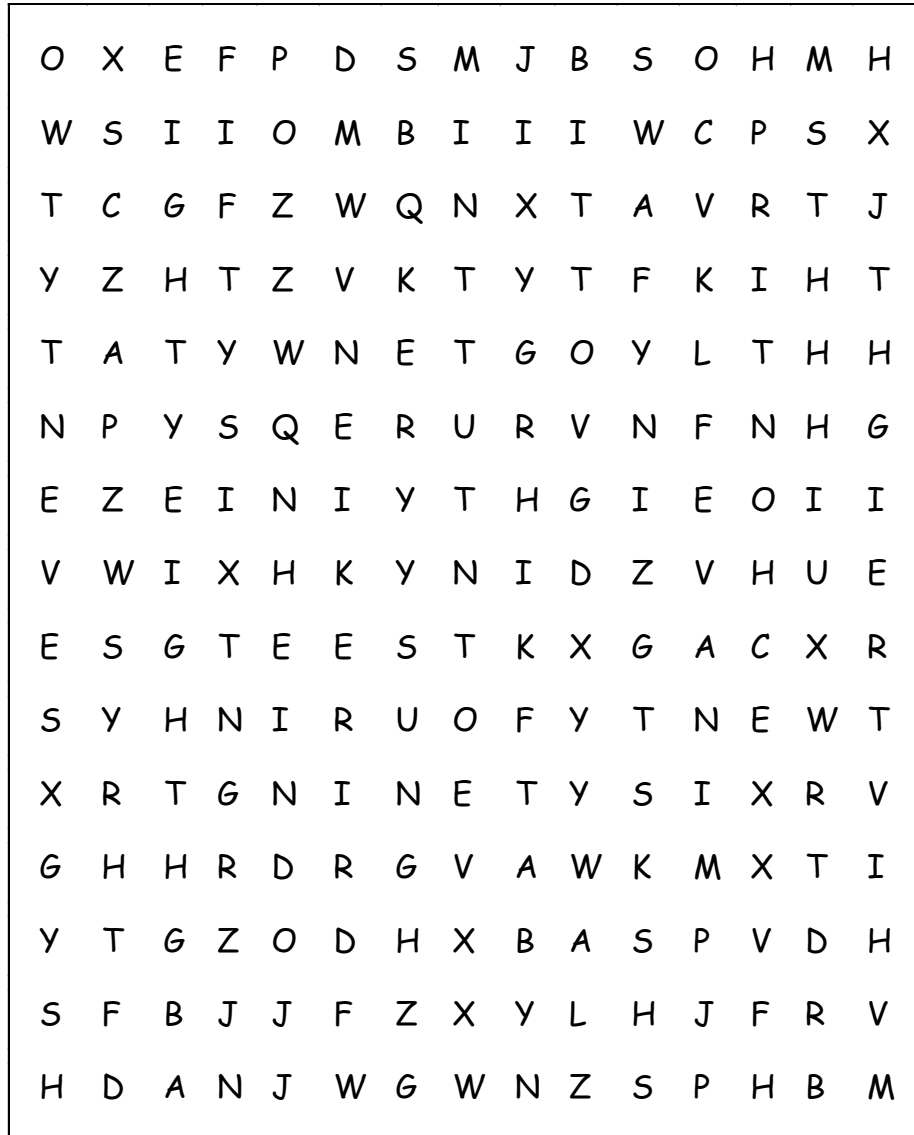 O X E F P D S M J B S O H M H
W S I I O M B I I I W C P S X
T C G F Z W Q N X T A V R T J
Y Z H T Z V K T Y T F K I H T
T A T Y W N E T G O Y L T H H
N P Y S Q E R U R V N F N H G
E Z E I N I Y T H G I E O I I
V W I X H K Y N I D Z V H U E
E S G T E E S T K X G A C X R
S Y H N I R U O F Y T N E W T
X R T G N I N E T Y S I X R V
G H H R D R G V A W K M X T I
Y T G Z O D H X B A S P V D H
S F B J J F Z X Y L H J F R V
H D A N J W G W N Z S P H B M